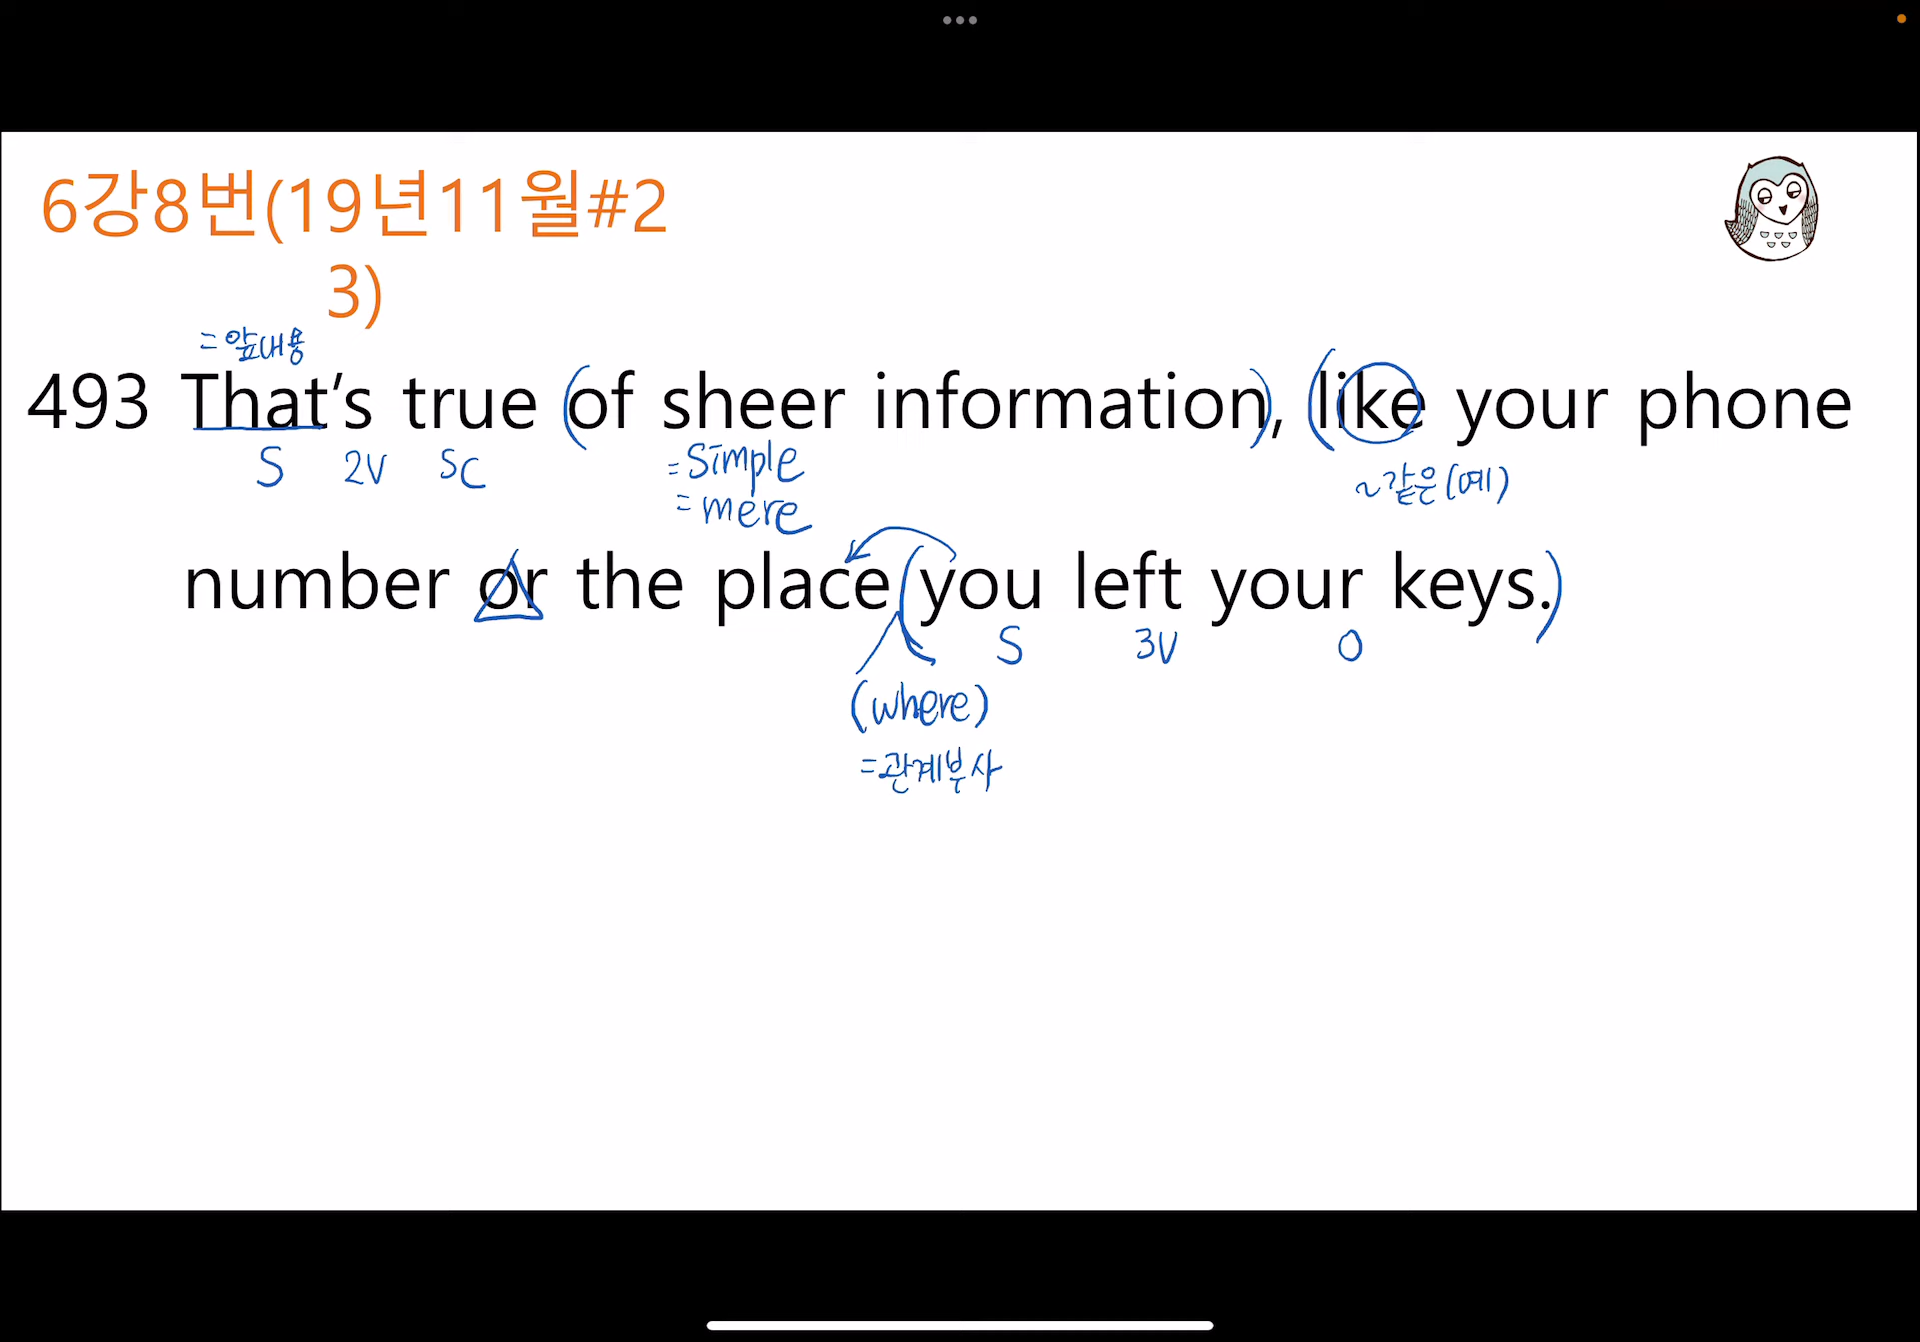 6강8번(19년11월#2
3)
=앞내용
493 That’s true (of sheer information), (like your phone
S 2V SC =simple ~같은(예)
=mere
number or the place (you left your keys.)
S 3V O
(where)
=관계부사